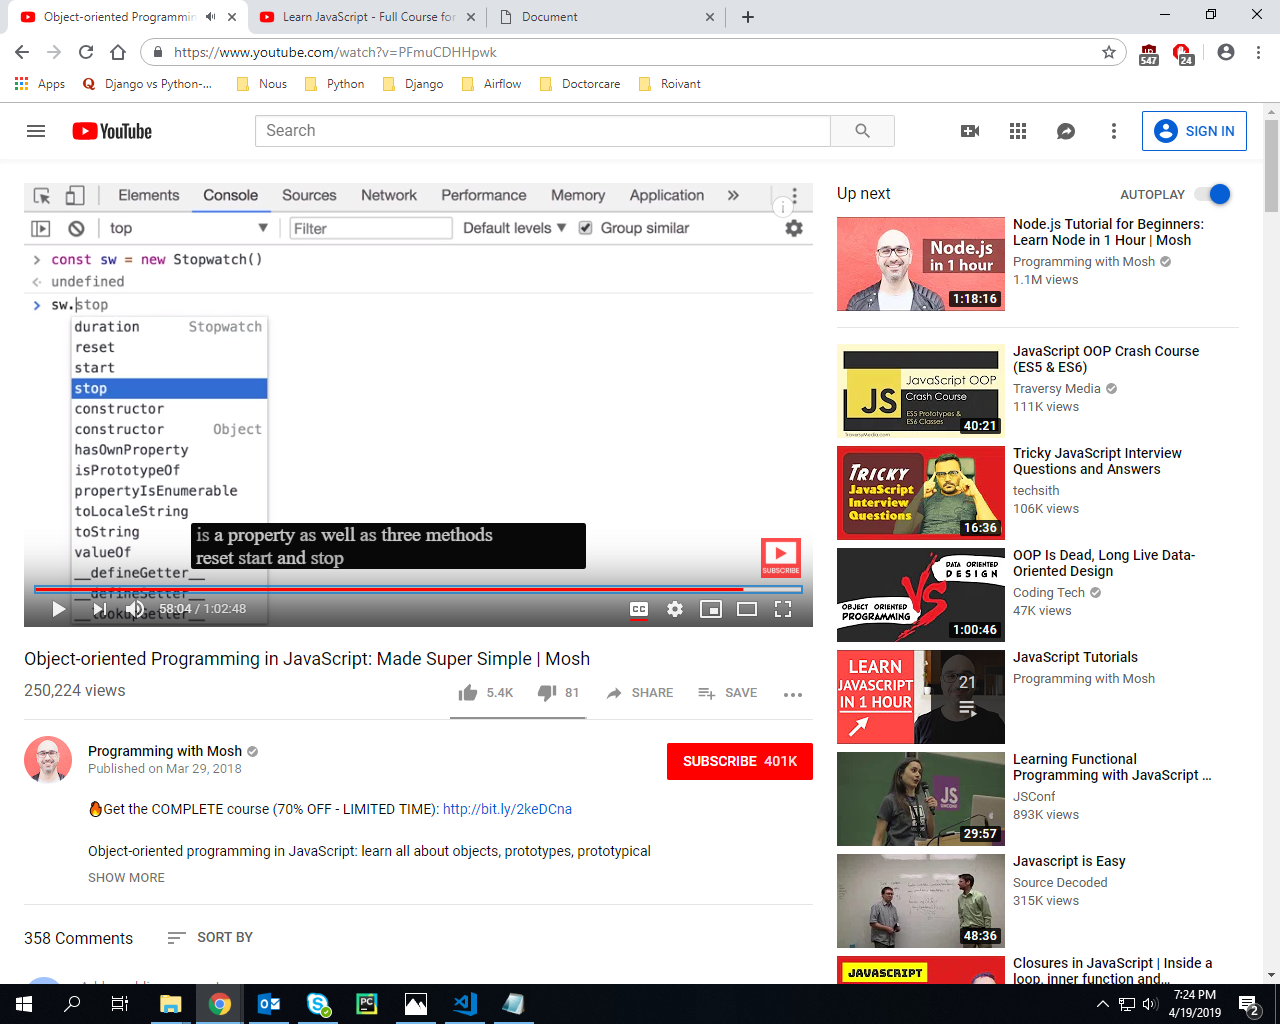 Object-oriented Programmin
Learn JavaScript - Full Course for
Document
https://www.youtube.com/watch?v=PFmuCDHHpwk
547
24
Apps
Django vs Python-...
Nous
Python
Django
Airflow
Doctorcare
Roivant
YouTube
Search
SIGN IN
Elements Console Sources Network Performance Memory Application »
top
Filter
Default levels
Group similar
> const sw = new Stopwatch()
undefined
> sw.stop
duration Stopwatch
reset
start
stop
constructor
constructor Object
hasOwnProperty
isPrototypeOf
propertyIsEnumerable
toLocaleString
toString
valueOf
__defineGetter__
__defineSetter__
__lookupGetter__
is a property as well as three methods
reset start and stop
SUBSCRIBE
58:04 / 1:02:48
Object-oriented Programming in JavaScript: Made Super Simple | Mosh
250,224 views
5.4K
81
SHARE
SAVE
Programming with Mosh
Published on Mar 29, 2018
SUBSCRIBE 401K
Get the COMPLETE course (70% OFF - LIMITED TIME): http://bit.ly/2keDCna
Object-oriented programming in JavaScript: learn all about objects, prototypes, prototypical
SHOW MORE
358 Comments
SORT BY
Up next
AUTOPLAY
Node.js
in 1 hour
1:18:16
Node.js Tutorial for Beginners:
Learn Node in 1 Hour | Mosh
Programming with Mosh
1.1M views
JS
JavaScript OOP
Crash Course
ES5 Prototypes &
ES6 Classes
TraversyMedia.com
40:21
JavaScript OOP Crash Course
(ES5 & ES6)
Traversy Media
111K views
TRICKY
JavaScript
Interview
Questions
16:36
Tricky JavaScript Interview
Questions and Answers
techsith
106K views
DATA ORIENTED
DESIGN
VS
OBJECT ORIENTED
PROGRAMMING
1:00:46
OOP Is Dead, Long Live Data-
Oriented Design
Coding Tech
47K views
LEARN
JAVASCRIPT
IN 1 HOUR
21
JavaScript Tutorials
Programming with Mosh
JS
29:57
Learning Functional
Programming with JavaScript ...
JSConf
893K views
48:36
Javascript is Easy
Source Decoded
315K views
JAVASCRIPT
Closures in JavaScript | Inside a
loop, inner function and...
7:24 PM
4/19/2019
2